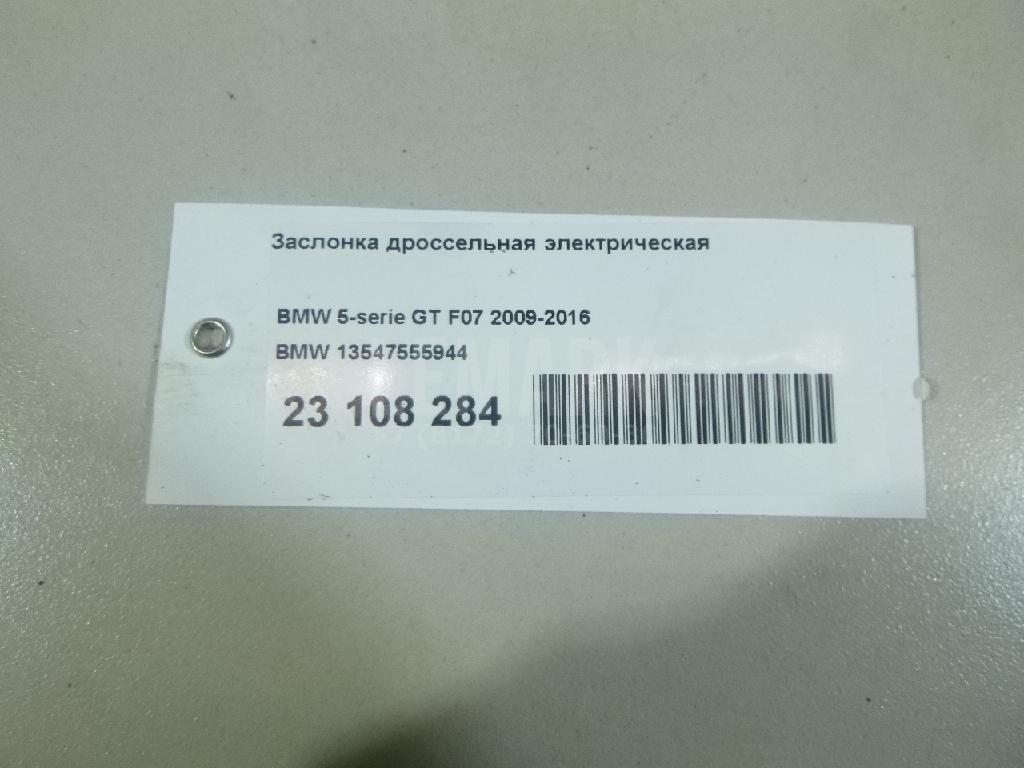 Заслонка дроссельная электрическая
BMW 5-serie GT F07 2009-2016
BMW 13547555944
23 108 284